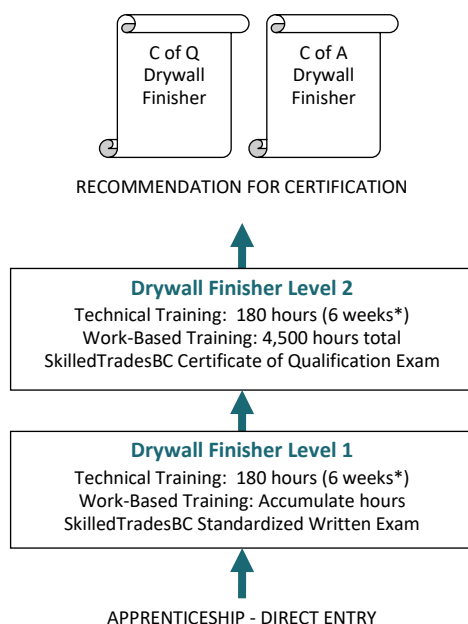 C of Q
Drywall
Finisher
C of A
Drywall
Finisher
RECOMMENDATION FOR CERTIFICATION
Drywall Finisher Level 2
Technical Training:  180 hours (6 weeks*)
Work-Based Training: 4,500 hours total
SkilledTradesBC Certificate of Qualification Exam
Drywall Finisher Level 1
Technical Training:  180 hours (6 weeks*)
Work-Based Training: Accumulate hours
SkilledTradesBC Standardized Written Exam
APPRENTICESHIP - DIRECT ENTRY